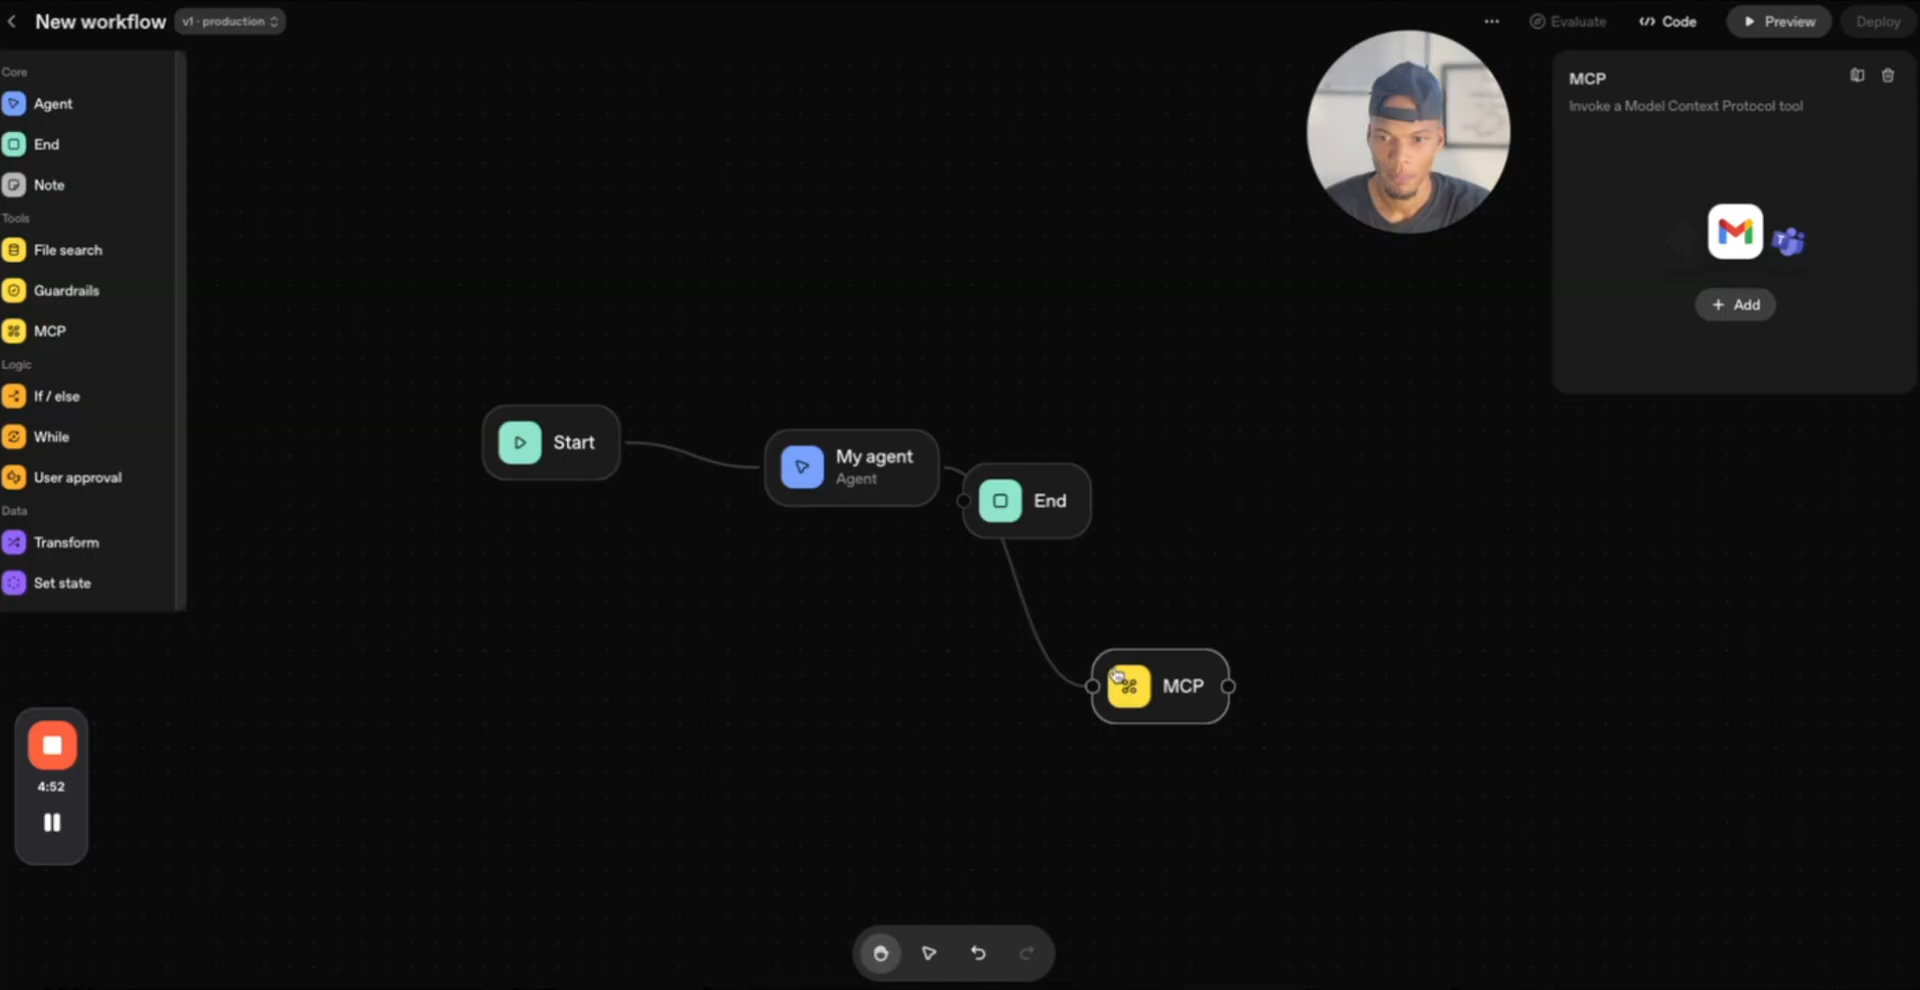 New workflow
v1 · production
Evaluate
Code
Preview
Deploy
Core
Agent
End
Note
Tools
File search
Guardrails
MCP
Logic
If / else
While
User approval
Data
Transform
Set state
4:52
Start
My agent
Agent
End
MCP
MCP
Invoke a Model Context Protocol tool
T
+ Add